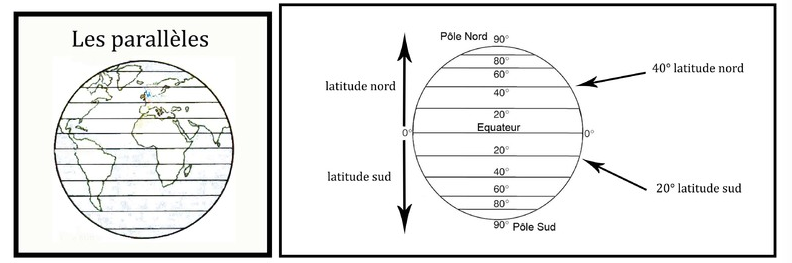 Les parallèles
Pôle Nord 90°
80°
60°
40°
20°
Equateur
0°
0°
20°
40°
60°
80°
90° Pôle Sud
latitude nord
latitude sud
40° latitude nord
20° latitude sud